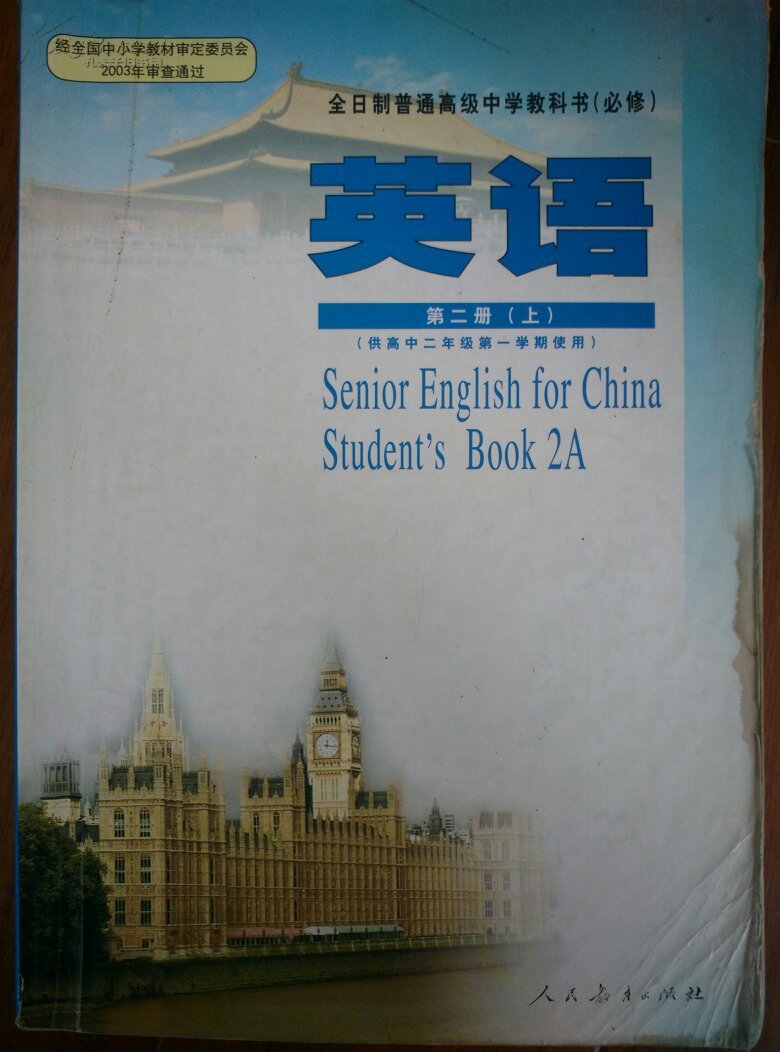 经全国中小学教材审定委员会
2003年审查通过
全日制普通高级中学教科书(必修)
英语
第二册(上)
(供高中二年级第一学期使用)
Senior English for China
Student's Book 2A
人民教育出版社